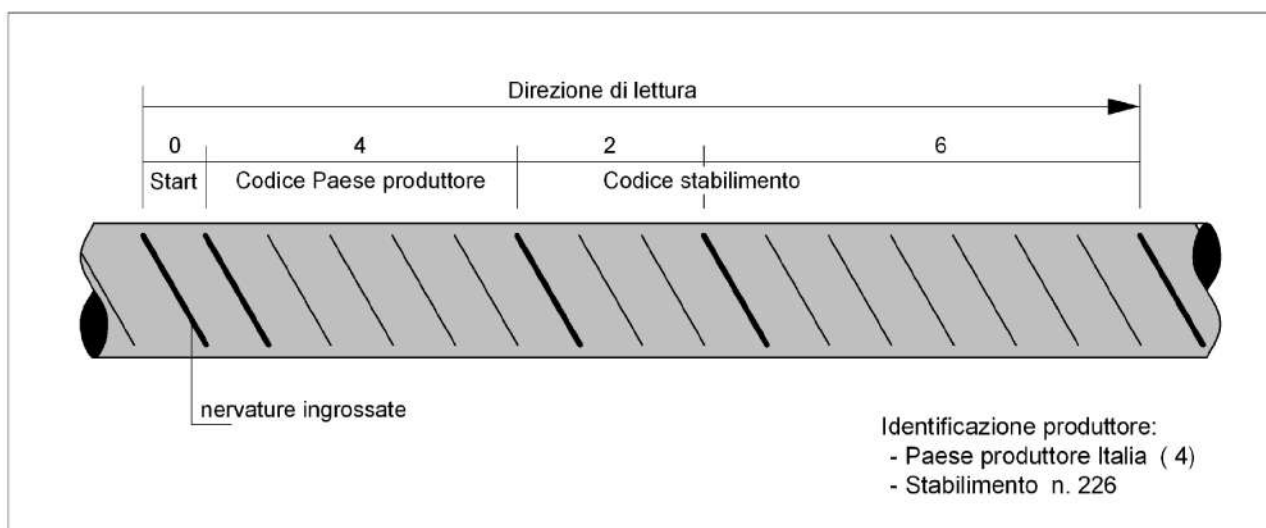 Direzione di lettura
0 4 2 6
Start Codice Paese produttore Codice stabilimento
nervature ingrossate
Identificazione produttore:
- Paese produttore Italia ( 4)
- Stabilimento n. 226